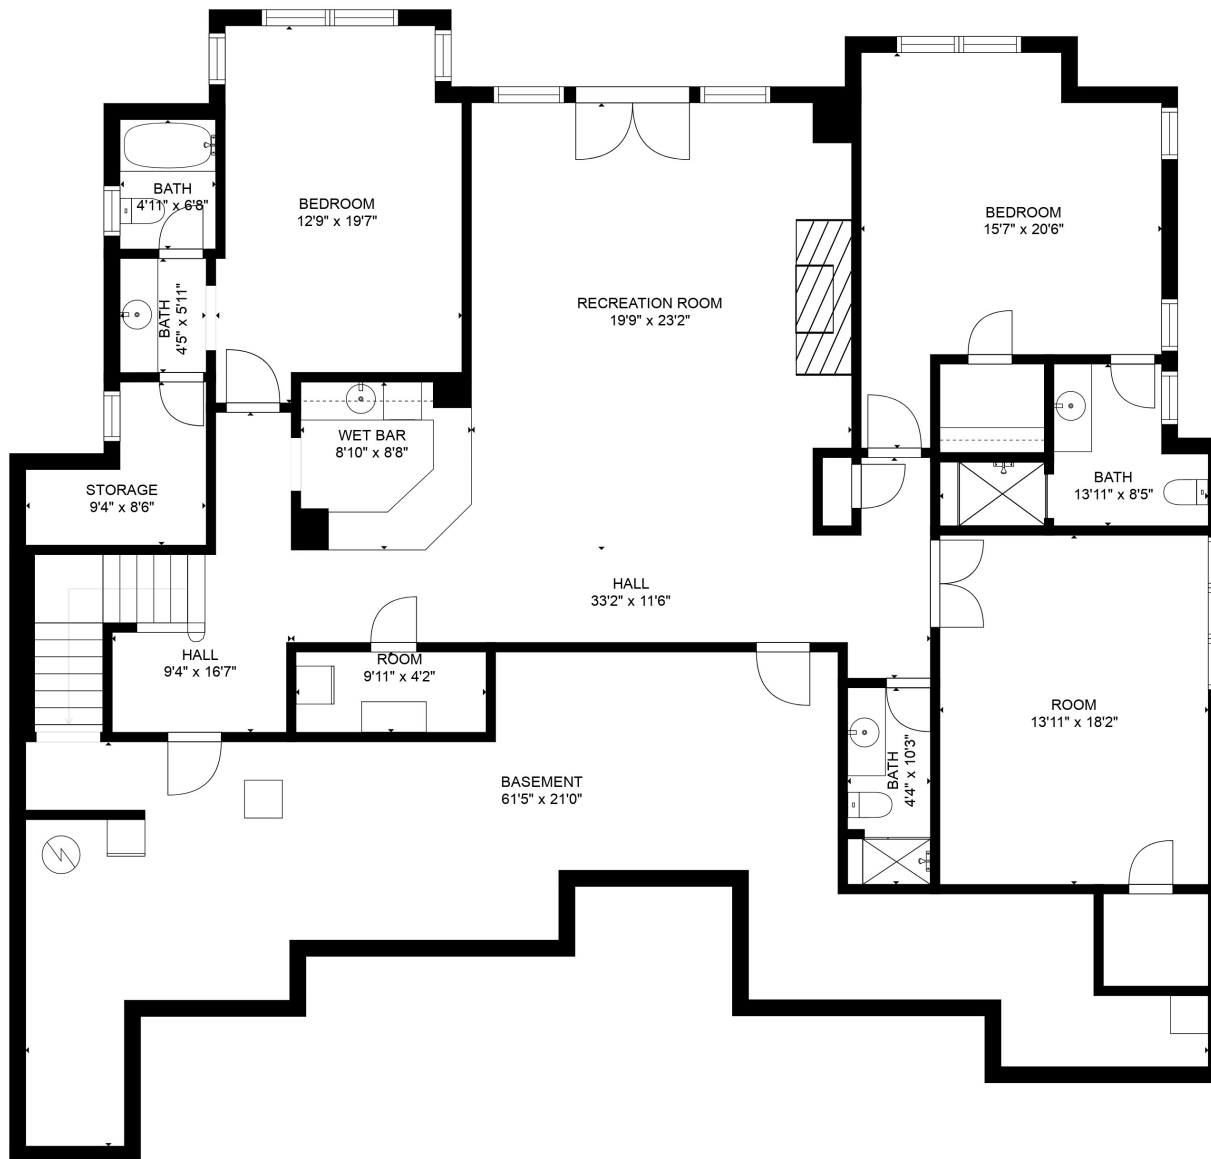 BATH
4'11" x 6'8"
BEDROOM
12'9" x 19'7"
BEDROOM
15'7" x 20'6"
BATH
4'5" x 5'11"
RECREATION ROOM
19'9" x 23'2"
WET BAR
8'10" x 8'8"
STORAGE
9'4" x 8'6"
BATH
13'11" x 8'5"
HALL
33'2" x 11'6"
HALL
9'4" x 16'7"
ROOM
9'11" x 4'2"
ROOM
13'11" x 18'2"
BASEMENT
61'5" x 21'0"
BATH
4'4" x 10'3"